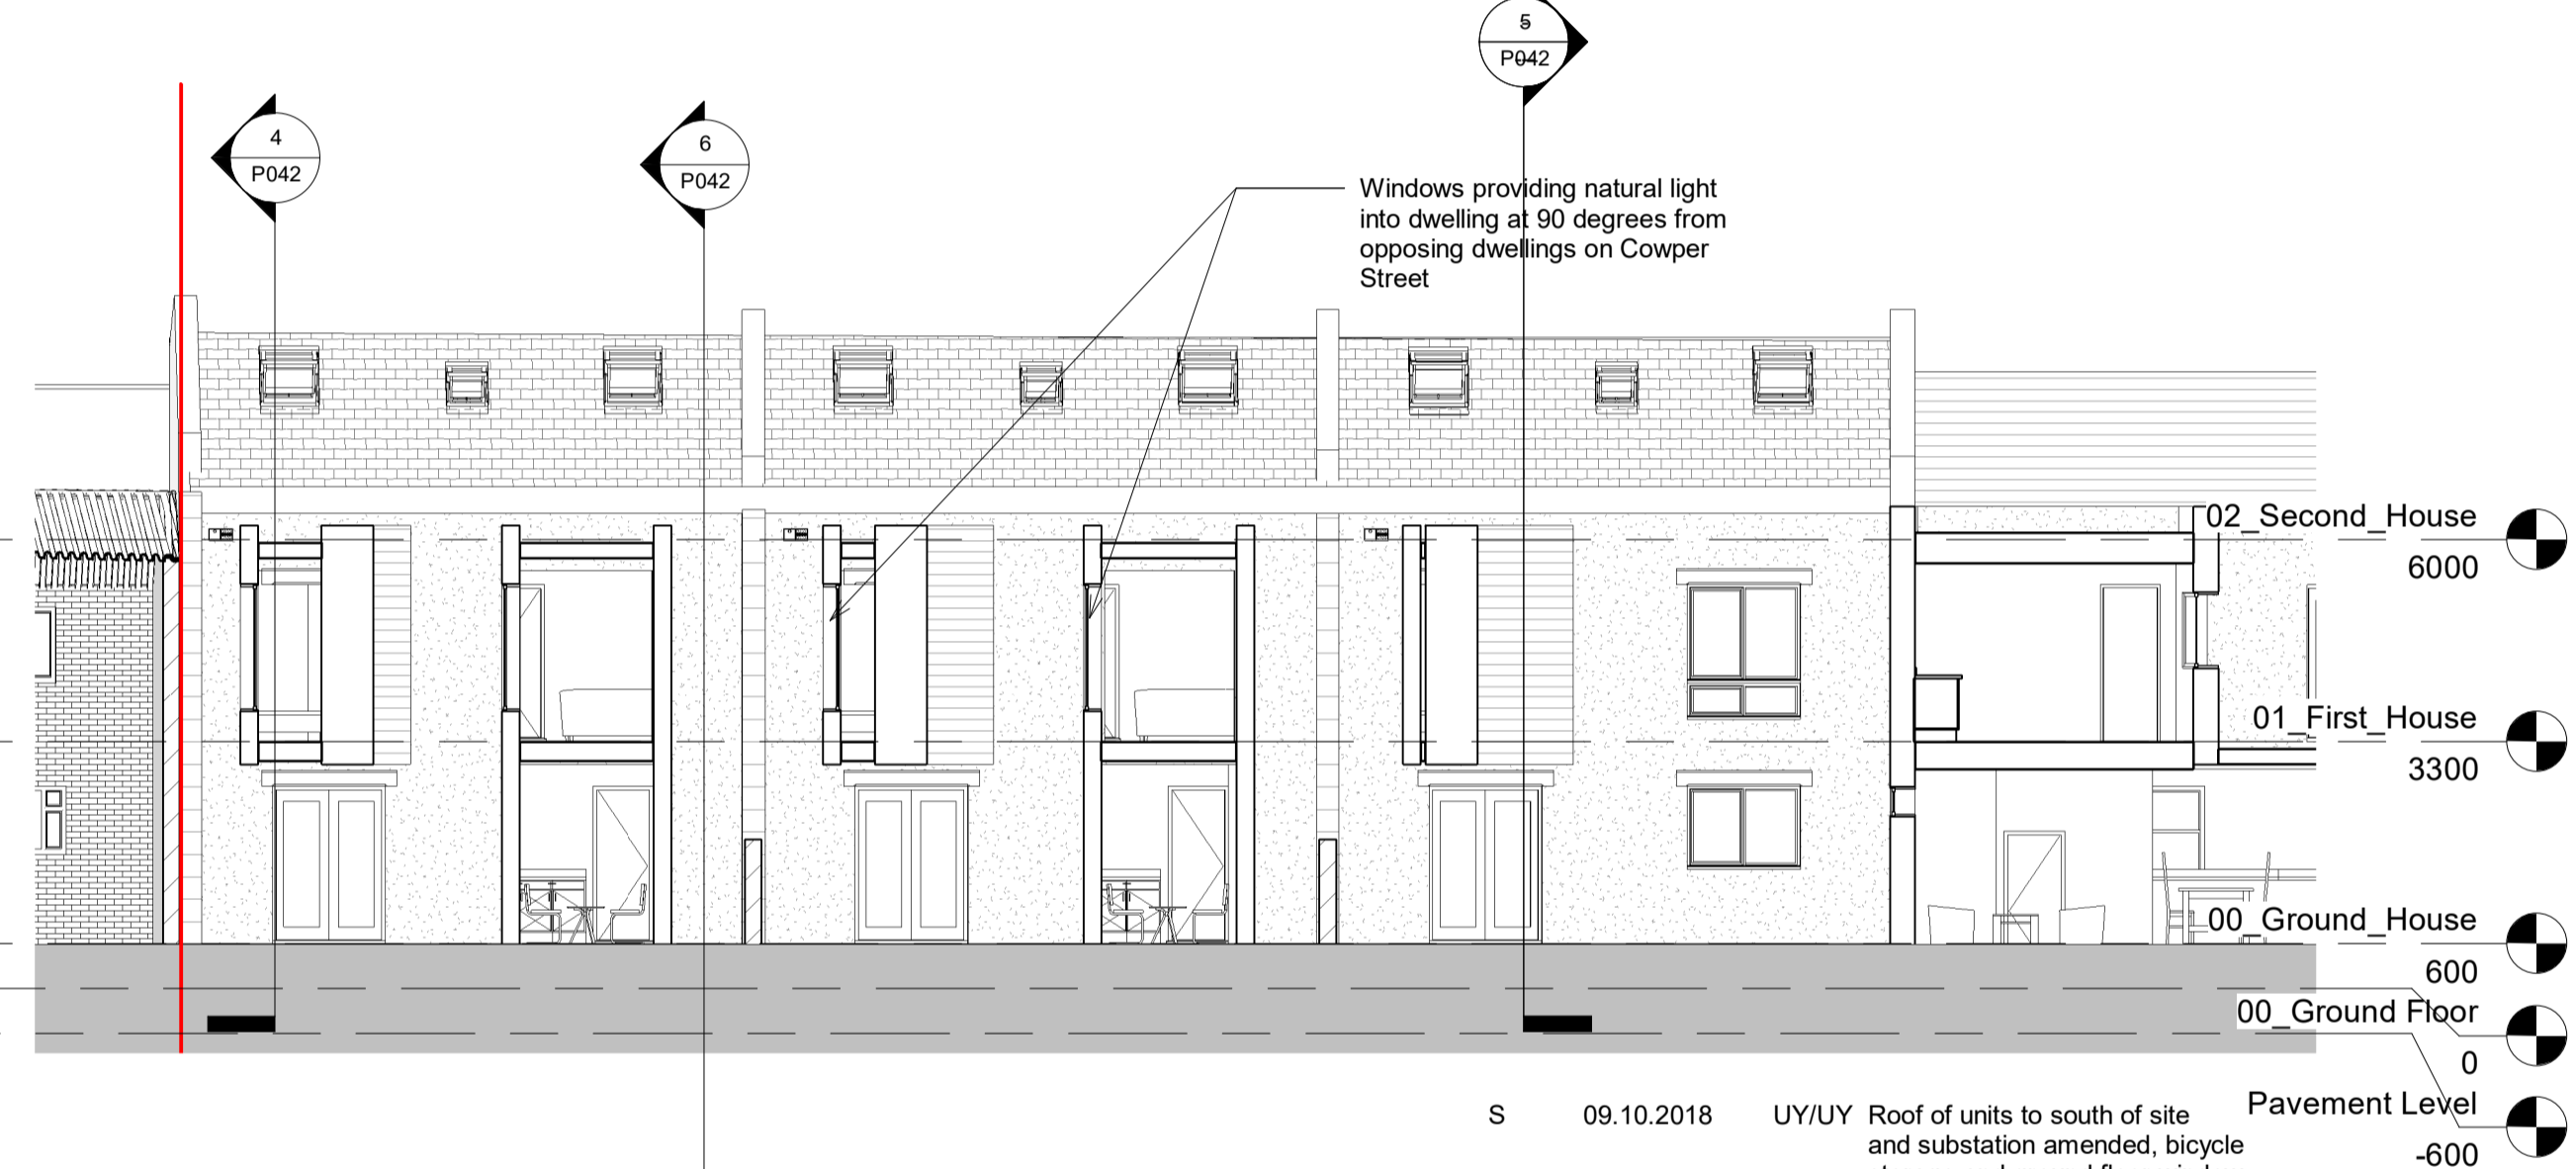 5
P042
4
P042
6
P042
Windows providing natural light
into dwelling at 90 degrees from
opposing dwellings on Cowper
Street
02_Second_House
6000
01_First_House
3300
00_Ground_House
600
00_Ground Floor
0
Pavement Level
-600
S 09.10.2018 UY/UY Roof of units to south of site
and substation amended, bicycle